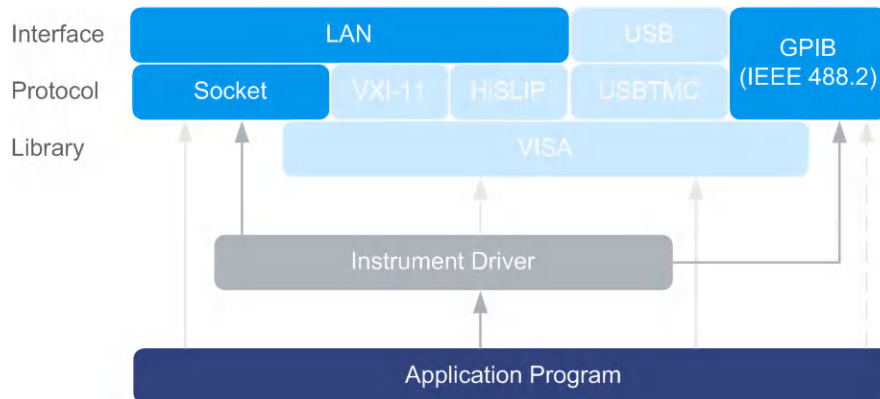 Interface LAN USB GPIB
(IEEE 488.2)
Protocol Socket VXI-11 HiSLIP USBTMC
Library VISA
Instrument Driver
Application Program